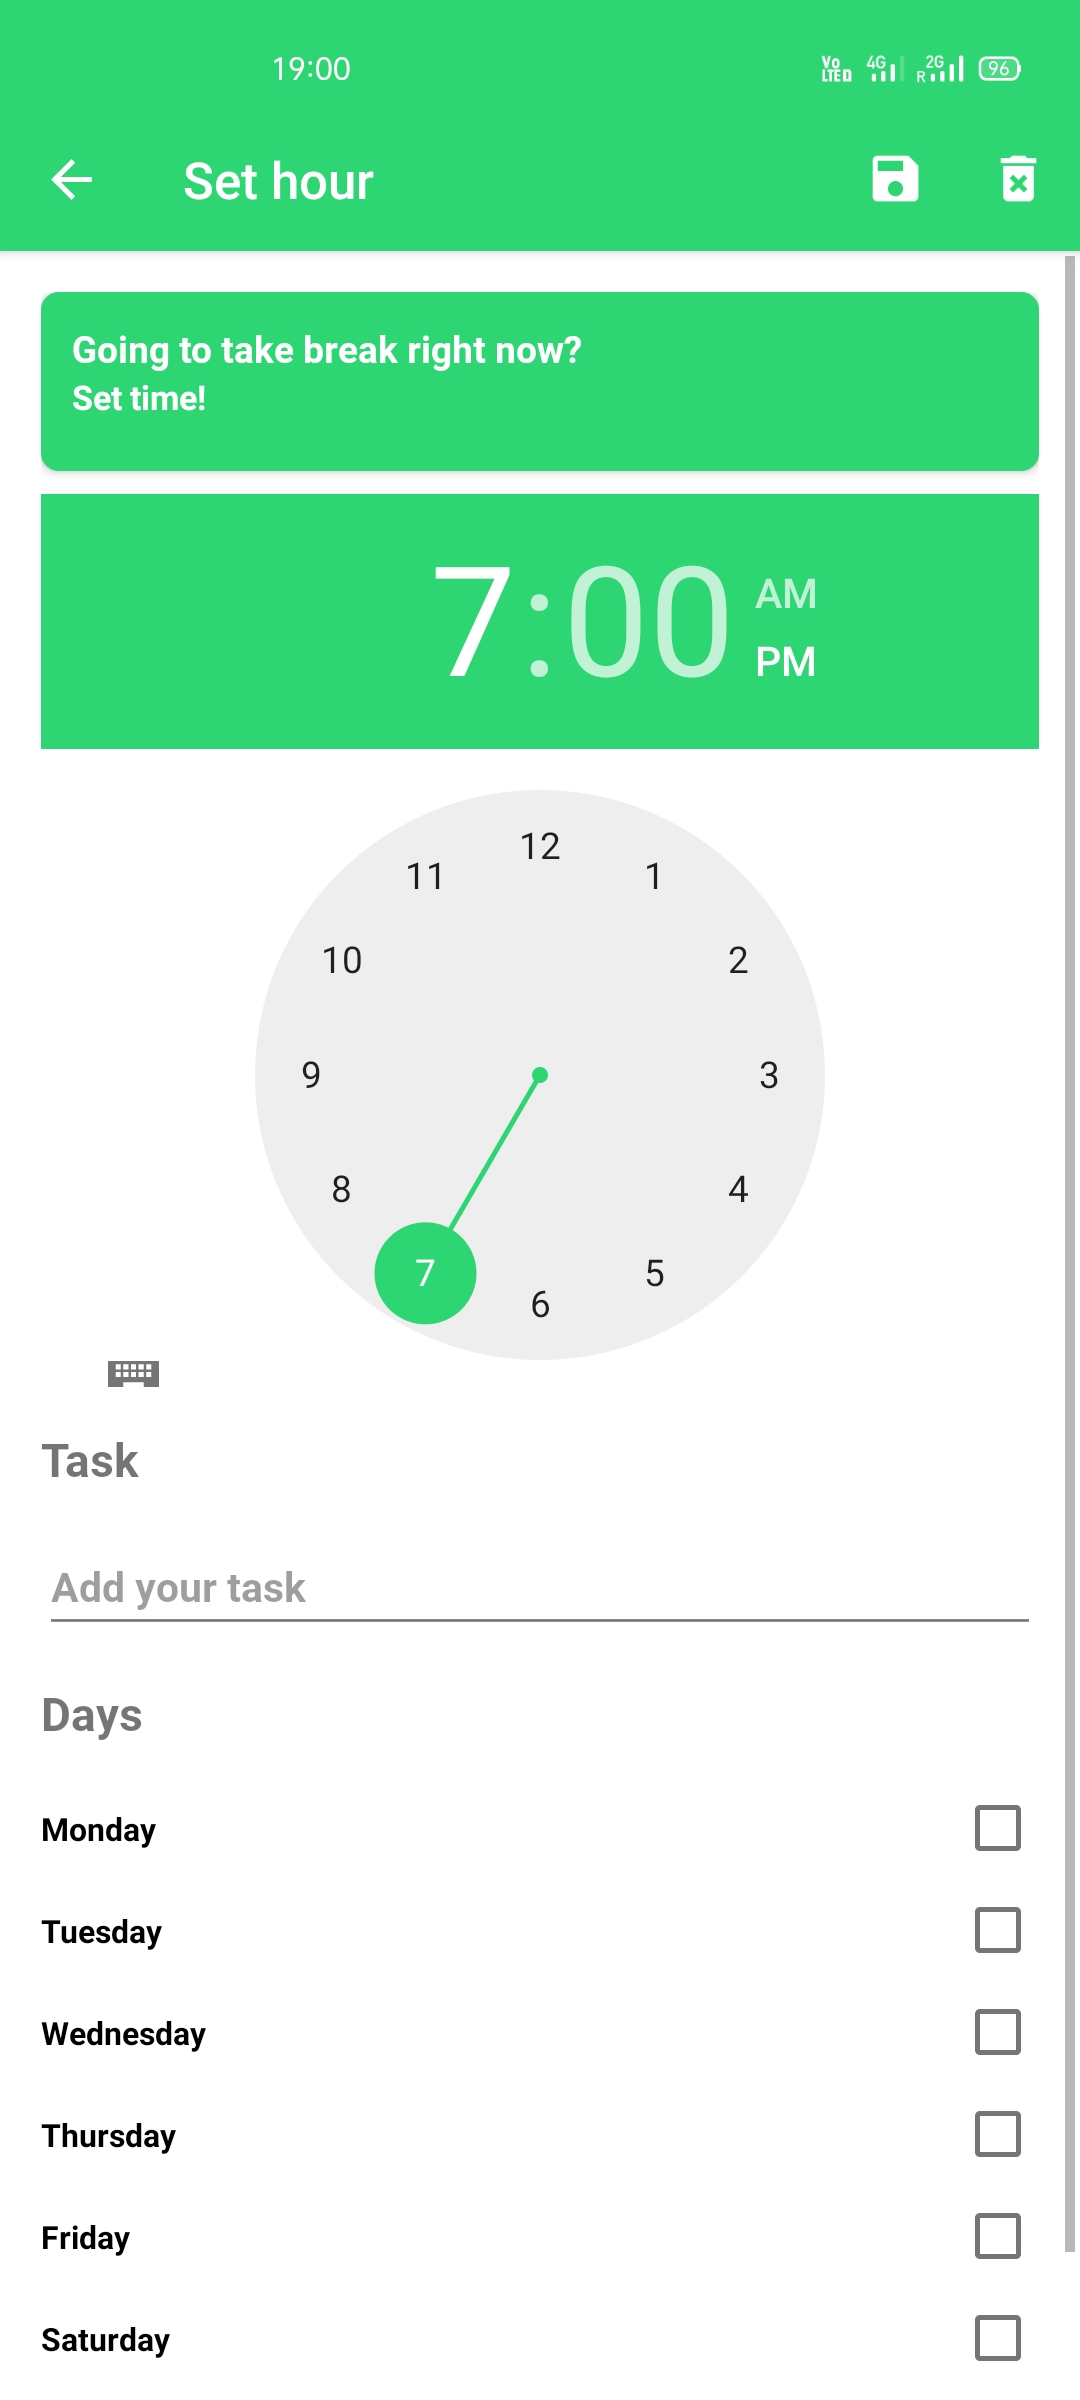 19:00 Vo LTE D 4G R 2G 96
Set hour
Going to take break right now?
Set time!
7:00 AM
PM
12
11 1
10 2
9 3
8 4
7 5
6
Task
Add your task
Days
Monday
Tuesday
Wednesday
Thursday
Friday
Saturday